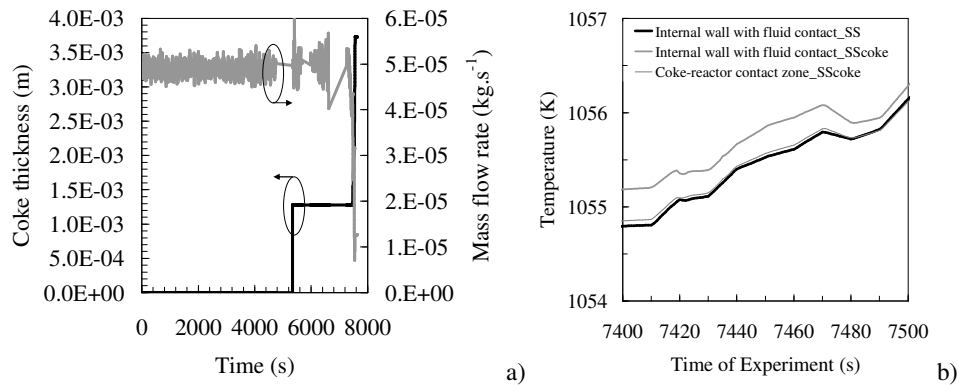 4.0E-03
3.5E-03
3.0E-03
2.5E-03
2.0E-03
1.5E-03
1.0E-03
5.0E-04
0.0E+00
Coke thickness (m)
6.E-05
5.E-05
4.E-05
3.E-05
2.E-05
1.E-05
0.E+00
Mass flow rate (kg.s-1)
0 2000 4000 6000 8000
Time (s)
a)
1057
1056
1055
1054
Temperature (K)
Internal wall with fluid contact_SS
Internal wall with fluid contact_SScoke
Coke-reactor contact zone_SScoke
7400 7420 7440 7460 7480 7500
Time of Experiment (s)
b)